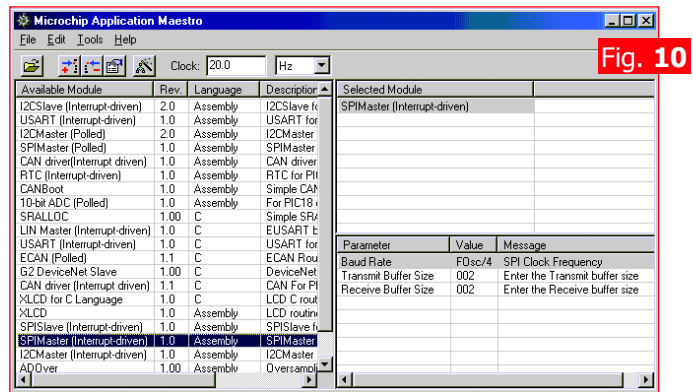 Microchip Application Maestro
File Edit Tools Help
Clock: 20.0 Hz
Fig. 10
Available Module Rev. Language Description
I2CSlave (Interrupt-driven) 2.0 Assembly I2CSlave fo
USART (Interrupt-driven) 1.0 Assembly USART for
I2CMaster (Polled) 2.0 Assembly I2CMaster
SPIMaster (Polled) 1.0 Assembly SPIMaster
CAN driver(Interrupt driven) 1.0 Assembly CAN driver
RTC (Interrupt-driven) 1.0 Assembly RTC for PI
CANBoot 1.0 Assembly Simple CAN
10-bit ADC (Polled) 1.0 Assembly For PIC18
SRALLOC 1.00 C Simple SRA
LIN Master (Interrupt-driven) 1.0 C EUSART b
USART (Interrupt-driven) 1.0 C USART for
ECAN (Polled) 1.1 C ECAN Rou
G2 DeviceNet Slave 1.00 C DeviceNet
CAN driver (Interrupt driven) 1.1 C CAN For PI
XLCD for C Language 1.0 C LCD C rout
XLCD 1.0 Assembly LCD routin
SPISlave (Interrupt-driven) 1.0 Assembly SPISlave fo
SPIMaster (Interrupt-driven) 1.0 Assembly SPIMaster
I2CMaster (Interrupt-driven) 1.0 Assembly I2CMaster
ADOver 1.00 Assembly Oversampli
Selected Module
SPIMaster (Interrupt-driven)
Parameter Value Message
Baud Rate FOsc/4 SPI Clock Frequency
Transmit Buffer Size 002 Enter the Transmit buffer size
Receive Buffer Size 002 Enter the Receive buffer size